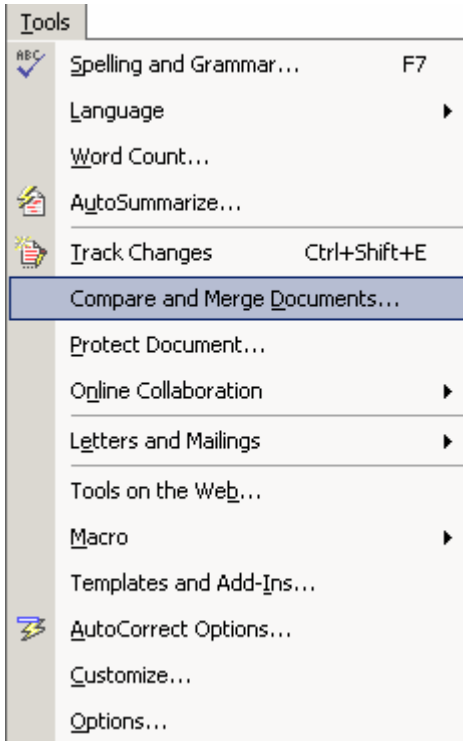 Tools
ABC
Spelling and Grammar... F7
Language
Word Count...
AutoSummarize...
Track Changes Ctrl+Shift+E
Compare and Merge Documents...
Protect Document...
Online Collaboration
Letters and Mailings
Tools on the Web...
Macro
Templates and Add-Ins...
AutoCorrect Options...
Customize...
Options...